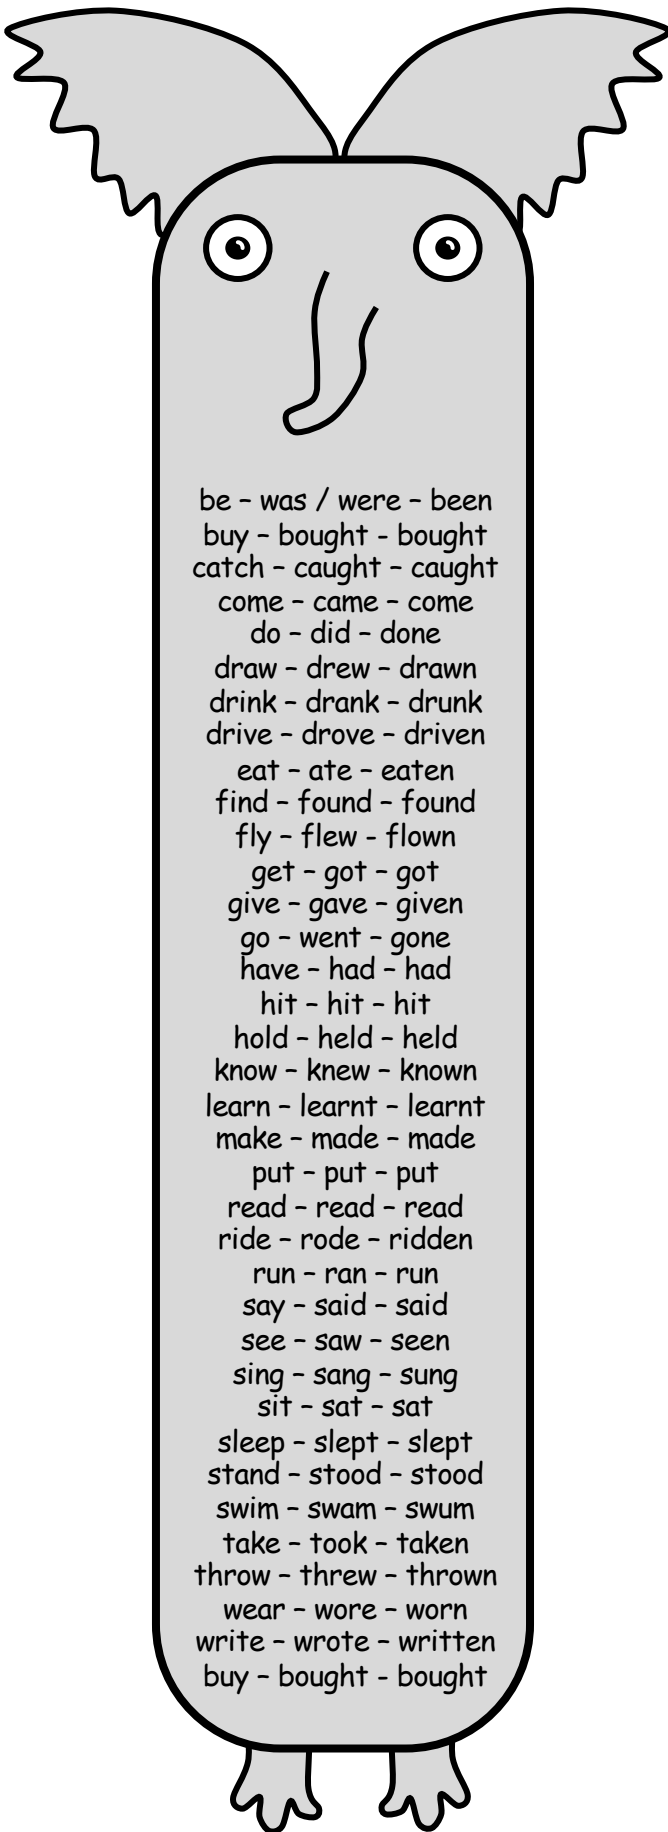 be – was / were – been
buy – bought - bought
catch – caught – caught
come – came – come
do – did – done
draw – drew – drawn
drink – drank – drunk
drive – drove – driven
eat – ate – eaten
find – found – found
fly – flew - flown
get – got – got
give – gave – given
go – went – gone
have – had – had
hit – hit – hit
hold – held – held
know – knew – known
learn – learnt – learnt
make – made – made
put – put – put
read – read – read
ride – rode – ridden
run – ran – run
say – said – said
see – saw – seen
sing – sang – sung
sit – sat – sat
sleep – slept – slept
stand – stood – stood
swim – swam – swum
take – took – taken
throw – threw – thrown
wear – wore – worn
write – wrote – written
buy – bought - bought